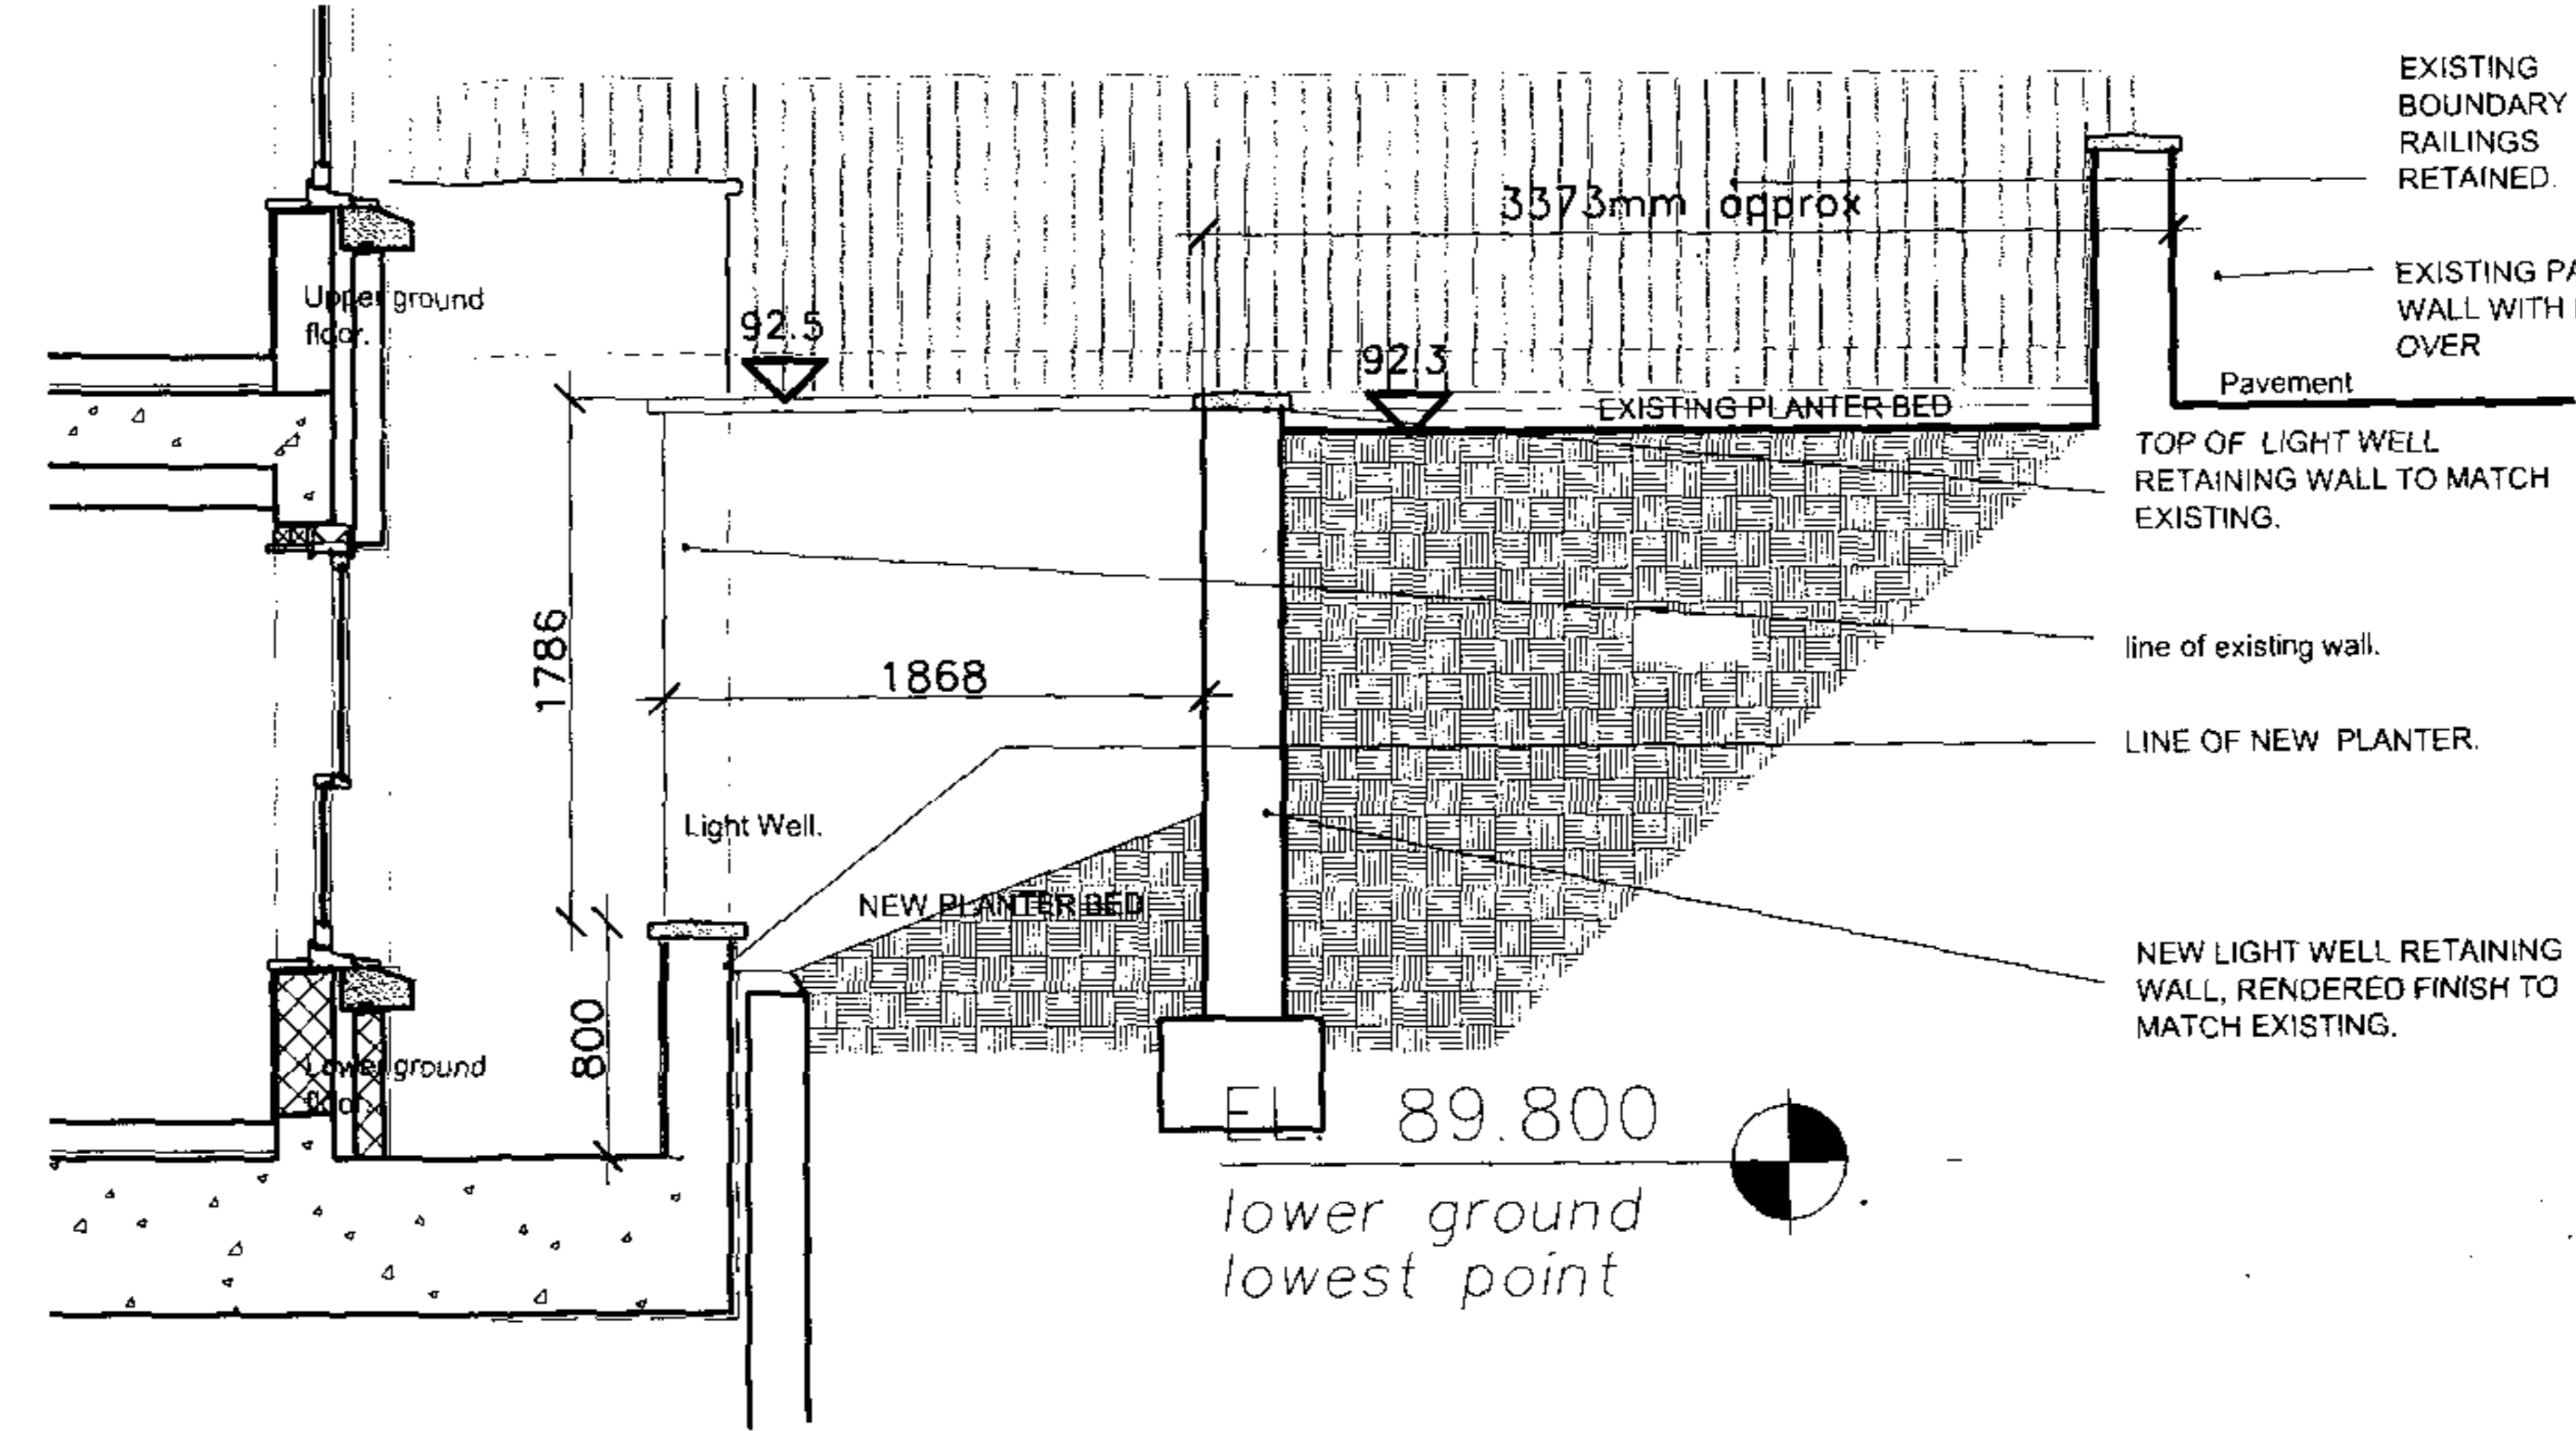 EXISTING
BOUNDARY
RAILINGS
RETAINED.
3373mm approx
EXISTING
WALL WITH
OVER
Upper ground
floor.
92.5
92.3
Pavement
EXISTING PLANTER BED
TOP OF LIGHT WELL
RETAINING WALL TO MATCH
EXISTING.
1786
line of existing wall.
1868
LINE OF NEW PLANTER.
Light Well.
NEW PLANTER BED
NEW LIGHT WELL RETAINING
WALL, RENDERED FINISH TO
MATCH EXISTING.
800
Lower ground
floor.
EL. 89.800
lower ground
lowest point